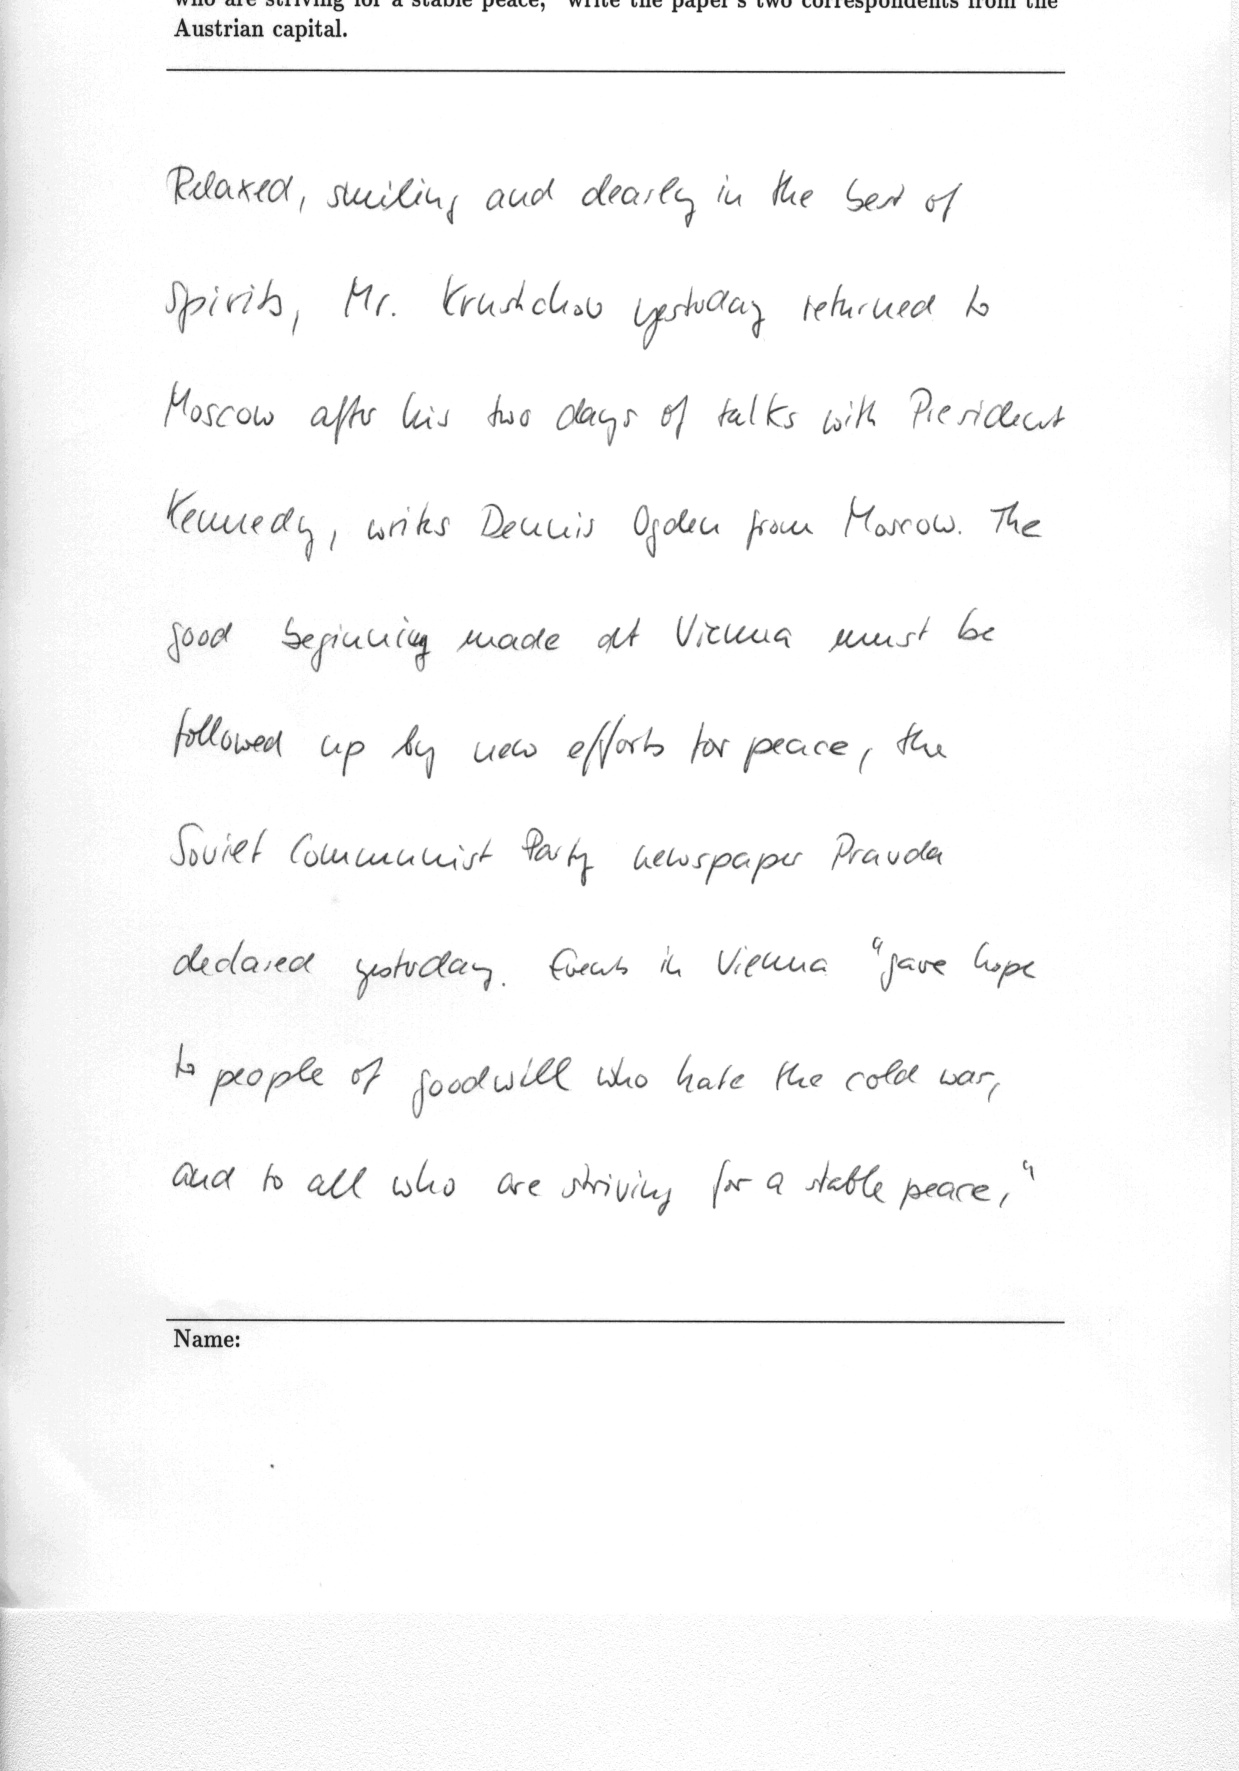 who are striving for a stable peace," write the paper's two correspondents from the
Austrian capital.
Relaxed, smiling and clearly in the best of
spirits, Mr. Krushchov yesterday returned to
Moscow after his two days of talks with President
Kennedy, writes Dennis Ogden from Moscow. The
good beginning made at Vienna must be
followed up by new efforts for peace, the
Soviet Communist Party newspaper Pravda
declared yesterday. Events in Vienna "gave hope
to people of goodwill who hate the cold war,
and to all who are striving for a stable peace,"
Name: